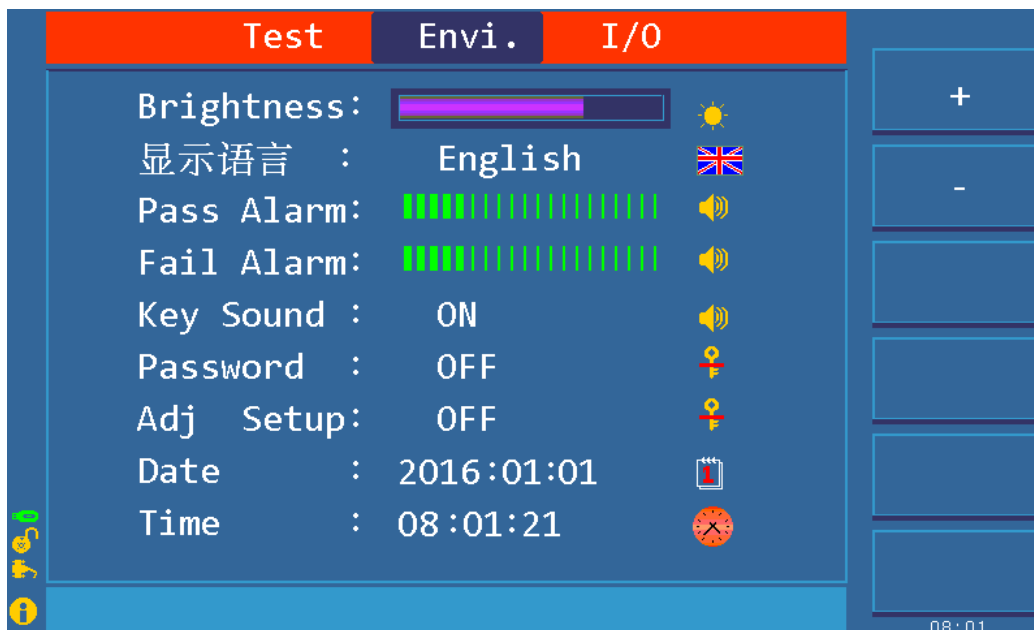 Test Envi. I/O
Brightness:
显示语言 : English
Pass Alarm:
Fail Alarm:
Key Sound : ON
Password : OFF
Adj Setup: OFF
Date : 2016:01:01
Time : 08:01:21
+
-
08:01